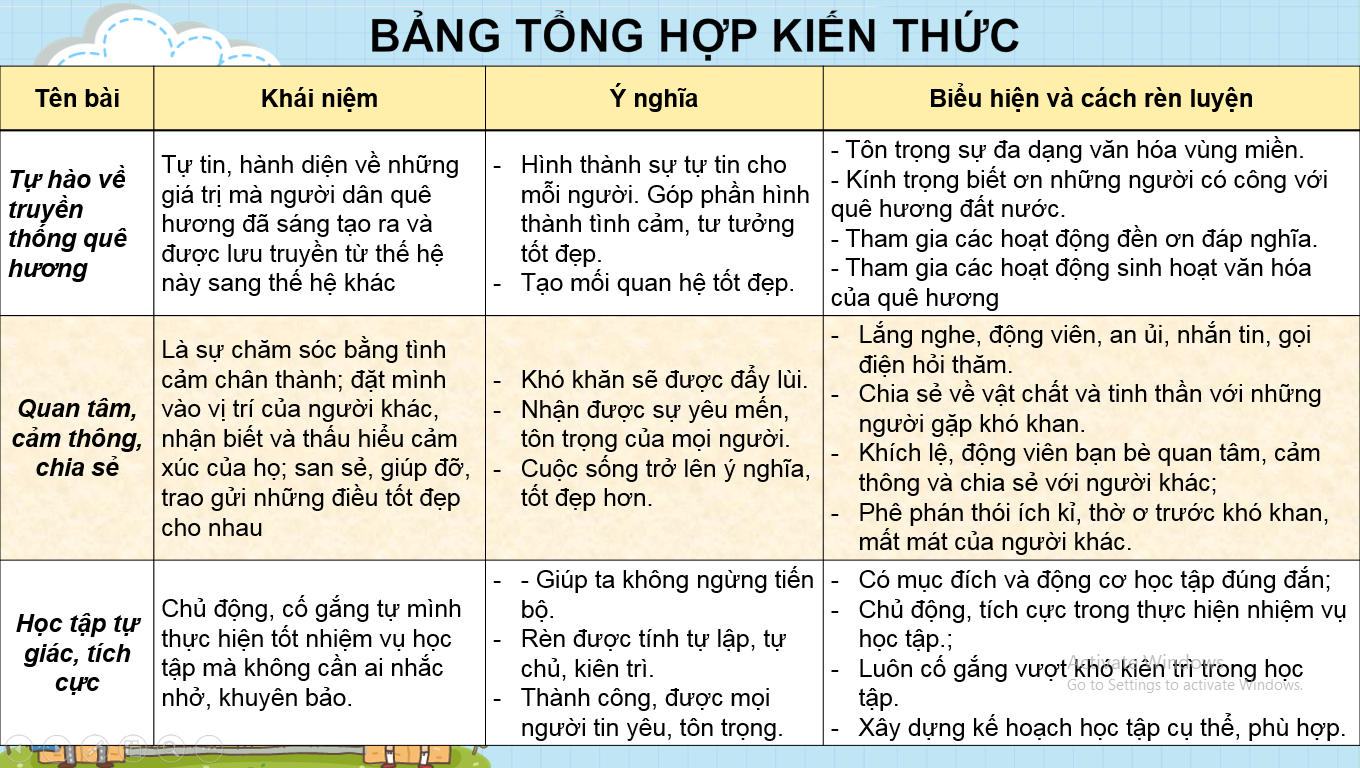 BẢNG TỔNG HỢP KIẾN THỨC
Tên bài
Khái niệm
Ý nghĩa
Biểu hiện và cách rèn luyện
Tự hào về
truyền
thống quê
hương
Tự tin, hành diện về những
giá trị mà người dân quê
hương đã sáng tạo ra và
được lưu truyền từ thế hệ
này sang thế hệ khác
- Hình thành sự tự tin cho
mỗi người. Góp phần hình
thành tình cảm, tư tưởng
tốt đẹp.
- Tạo mối quan hệ tốt đẹp.
- Tôn trọng sự đa dạng văn hóa vùng miền.
- Kính trọng biết ơn những người có công với
quê hương đất nước.
- Tham gia các hoạt động đền ơn đáp nghĩa.
- Tham gia các hoạt động sinh hoạt văn hóa
của quê hương
Quan tâm,
cảm thông,
chia sẻ
Là sự chăm sóc bằng tình
cảm chân thành; đặt mình
vào vị trí của người khác,
nhận biết và thấu hiểu cảm
xúc của họ; san sẻ, giúp đỡ,
trao gửi những điều tốt đẹp
cho nhau
- Khó khăn sẽ được đẩy lùi.
- Nhận được sự yêu mến,
tôn trọng của mọi người.
- Cuộc sống trở lên ý nghĩa,
tốt đẹp hơn.
- Lắng nghe, động viên, an ủi, nhắn tin, gọi
điện hỏi thăm.
- Chia sẻ về vật chất và tinh thần với những
người gặp khó khan.
- Khích lệ, động viên bạn bè quan tâm, cảm
thông và chia sẻ với người khác;
- Phê phán thói ích kỉ, thờ ơ trước khó khan,
mất mát của người khác.
Học tập tự
giác, tích
cực
Chủ động, cố gắng tự mình
thực hiện tốt nhiệm vụ học
tập mà không cần ai nhắc
nhở, khuyên bảo.
- - Giúp ta không ngừng tiến
bộ.
- Rèn được tính tự lập, tự
chủ, kiên trì.
- Thành công, được mọi
người tin yêu, tôn trọng.
- Có mục đích và động cơ học tập đúng đắn;
- Chủ động, tích cực trong thực hiện nhiệm vụ
học tập.;
- Luôn cố gắng vượt khó kiên trì trong học
tập.
- Xây dựng kế hoạch học tập cụ thể, phù hợp.
Activate Windows
Go to Settings to activate Windows.